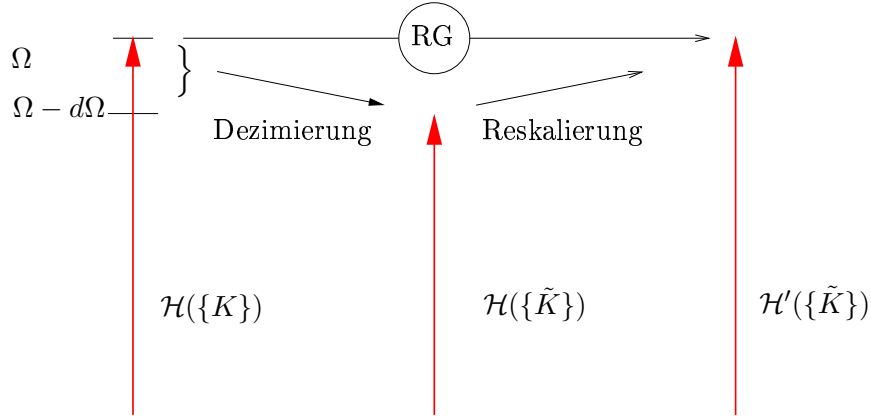 RG
Ω
}
Ω − dΩ
Dezimierung
Reskalierung
ℋ({K})
ℋ({K̃})
ℋ′({K̃})